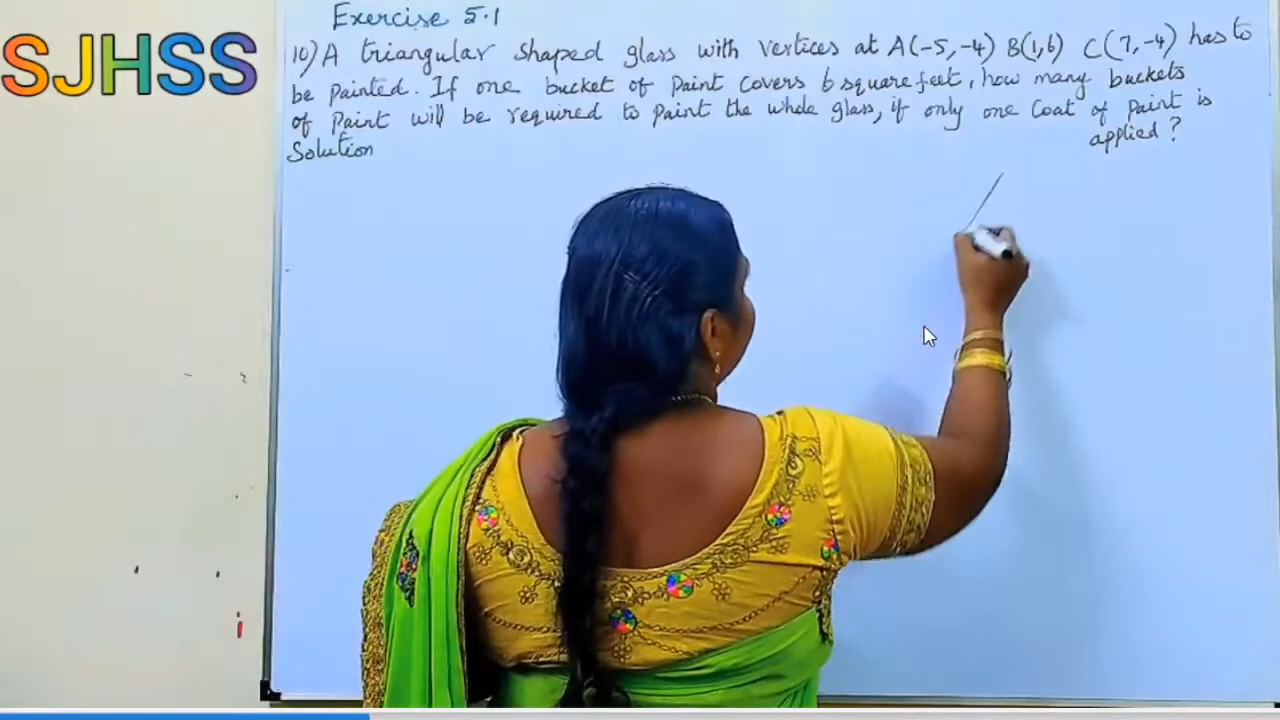 SJHSS
Exercise 5.1
10) A triangular shaped glass with vertices at A(-5,-4) B(1,6) C(7,-4) has to
be painted. If one bucket of paint covers 6 square feet, how many buckets
of paint will be required to paint the whole glass, if only one coat of paint is
applied?
Solution